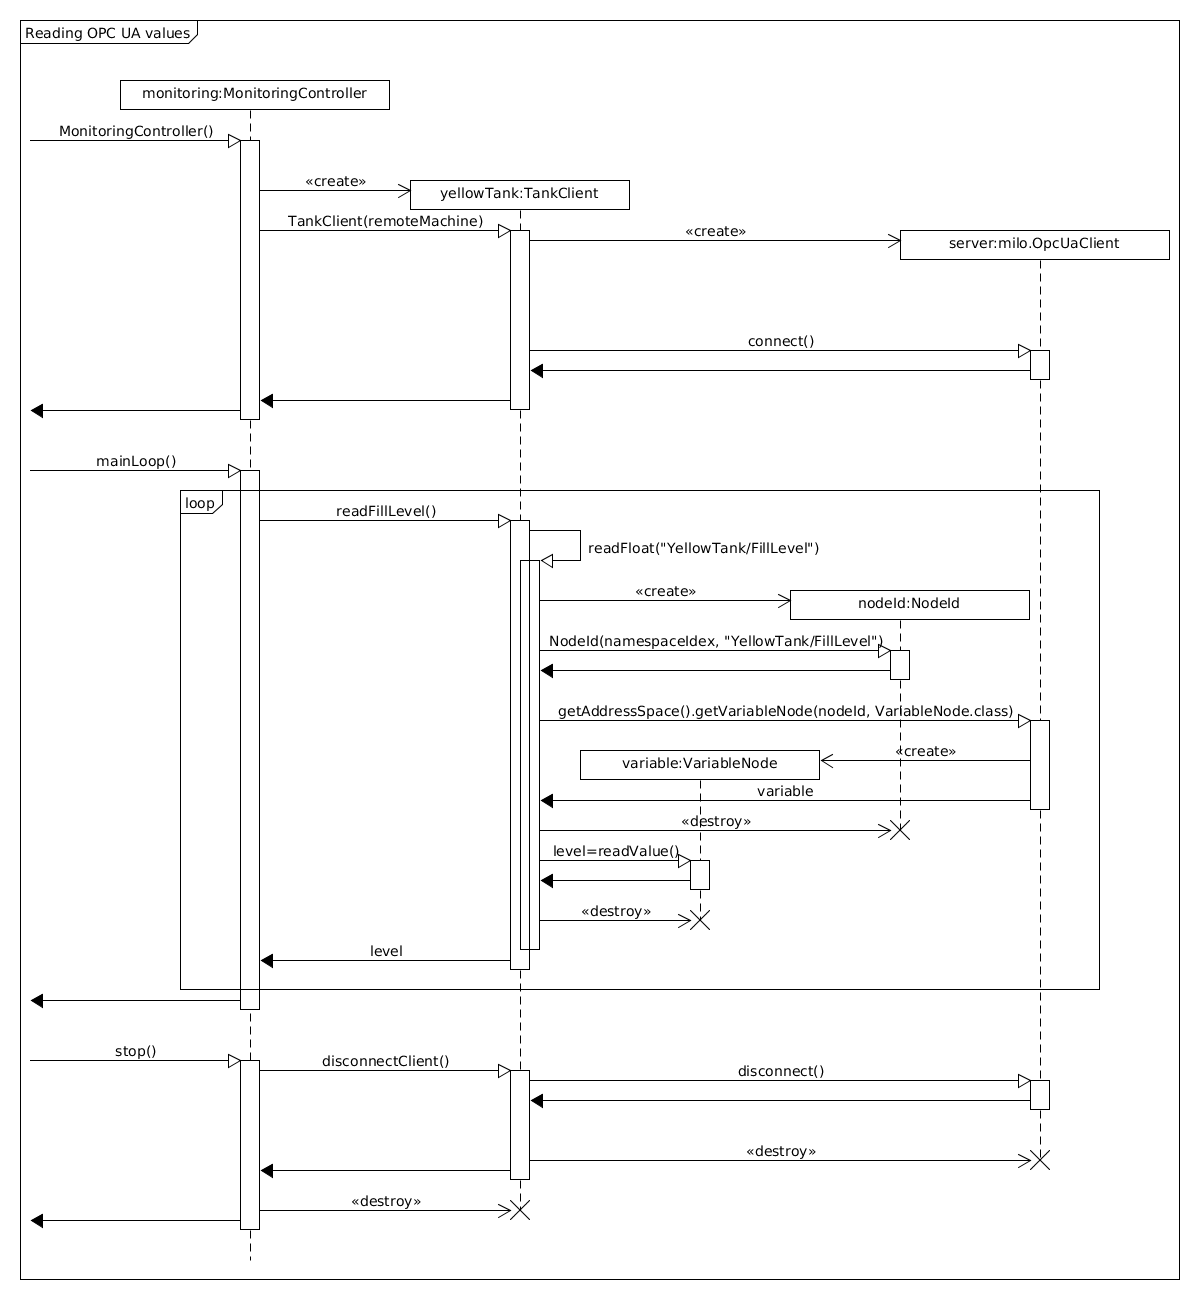 Reading OPC UA values
monitoring:MonitoringController
MonitoringController()
«create»
yellowTank:TankClient
TankClient(remoteMachine)
«create»
server:milo.OpcUaClient
connect()
mainLoop()
loop
readFillLevel()
readFloat("YellowTank/FillLevel")
«create»
nodeId:NodeId
NodeId(namespaceIdex, "YellowTank/FillLevel")
getAddressSpace().getVariableNode(nodeId, VariableNode.class)
«create»
variable:VariableNode
variable
«destroy»
level=readValue()
«destroy»
level
stop()
disconnectClient()
disconnect()
«destroy»
«destroy»